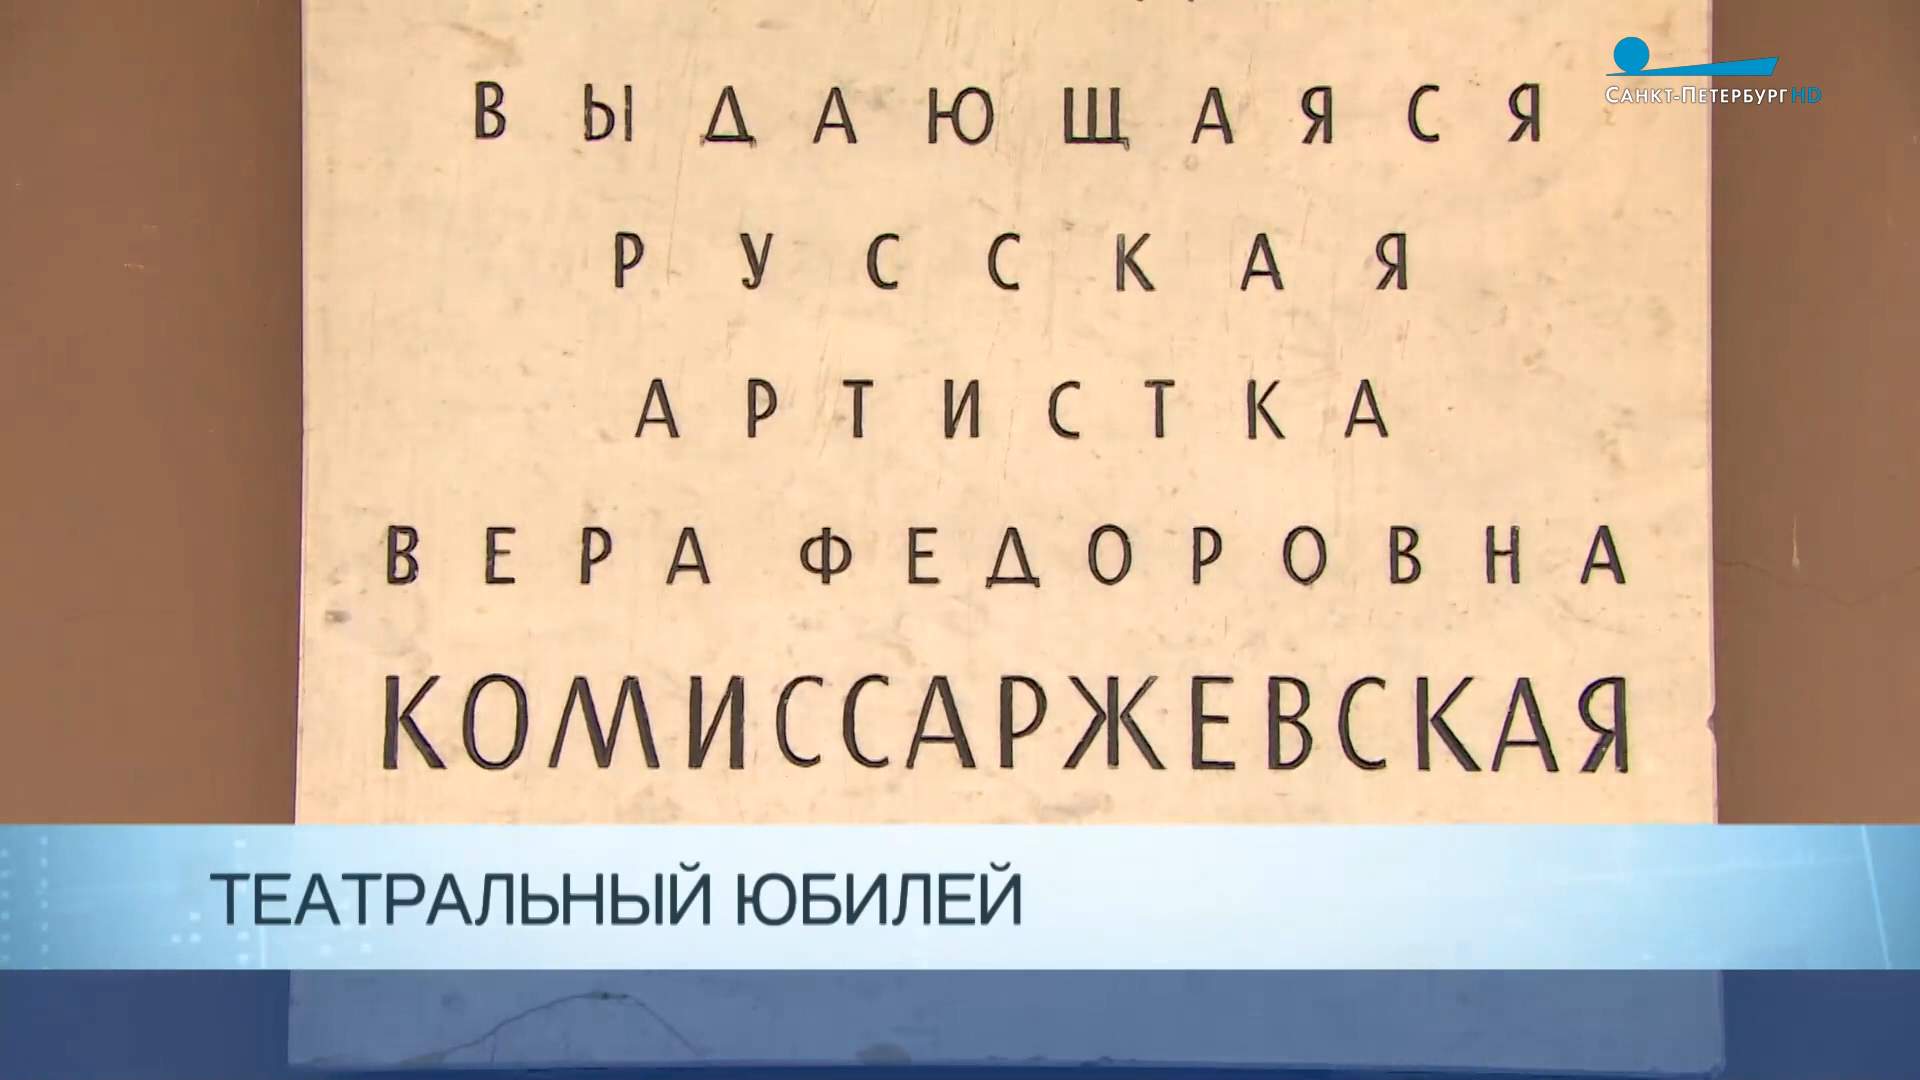 САНКТ-ПЕТЕРБУРГ HD
ВЫДАЮЩАЯСЯ
РУССКАЯ
АРТИСТКА
ВЕРА ФЕДОРОВНА
КОМИССАРЖЕВСКАЯ
ТЕАТРАЛЬНЫЙ ЮБИЛЕЙ